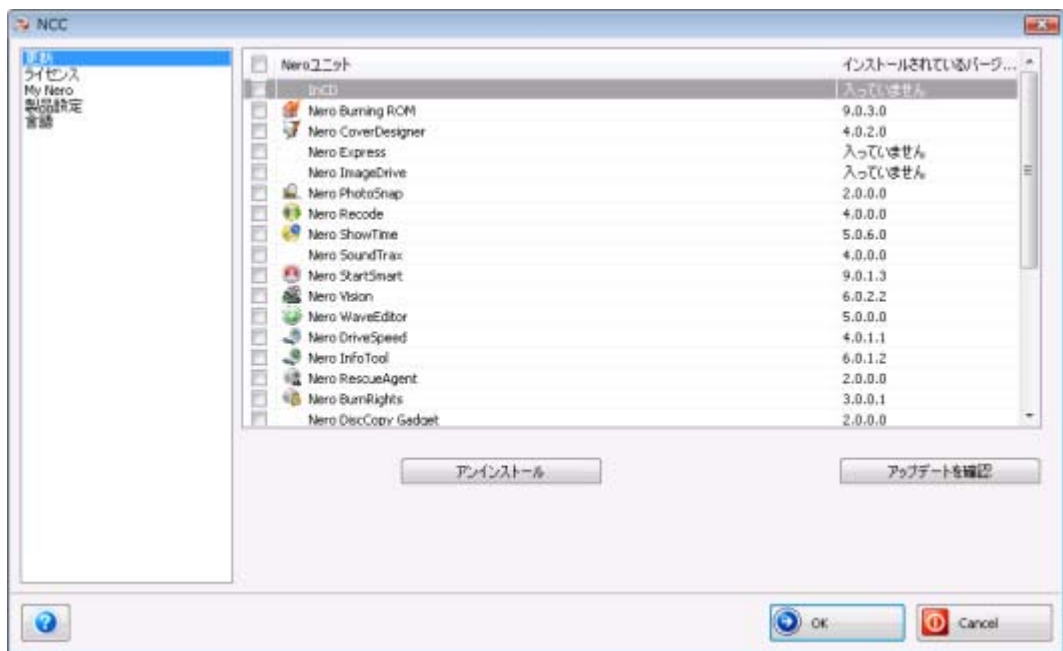 NCC
更新
ライセンス
My Nero
製品設定
言語
Neroユニット インストールされているバージ...
InCD 入っていません
Nero Burning ROM 9.0.3.0
Nero CoverDesigner 4.0.2.0
Nero Express 入っていません
Nero ImageDrive 入っていません
Nero PhotoSnap 2.0.0.0
Nero Recode 4.0.0.0
Nero ShowTime 5.0.6.0
Nero SoundTrax 4.0.0.0
Nero StartSmart 9.0.1.3
Nero Vision 6.0.2.2
Nero WaveEditor 5.0.0.0
Nero DriveSpeed 4.0.1.1
Nero InfoTool 6.0.1.2
Nero RescueAgent 2.0.0.0
Nero BurnRights 3.0.0.1
Nero DiscCopy Gadget 2.0.0.0
アンインストール アップデートを確認
OK Cancel